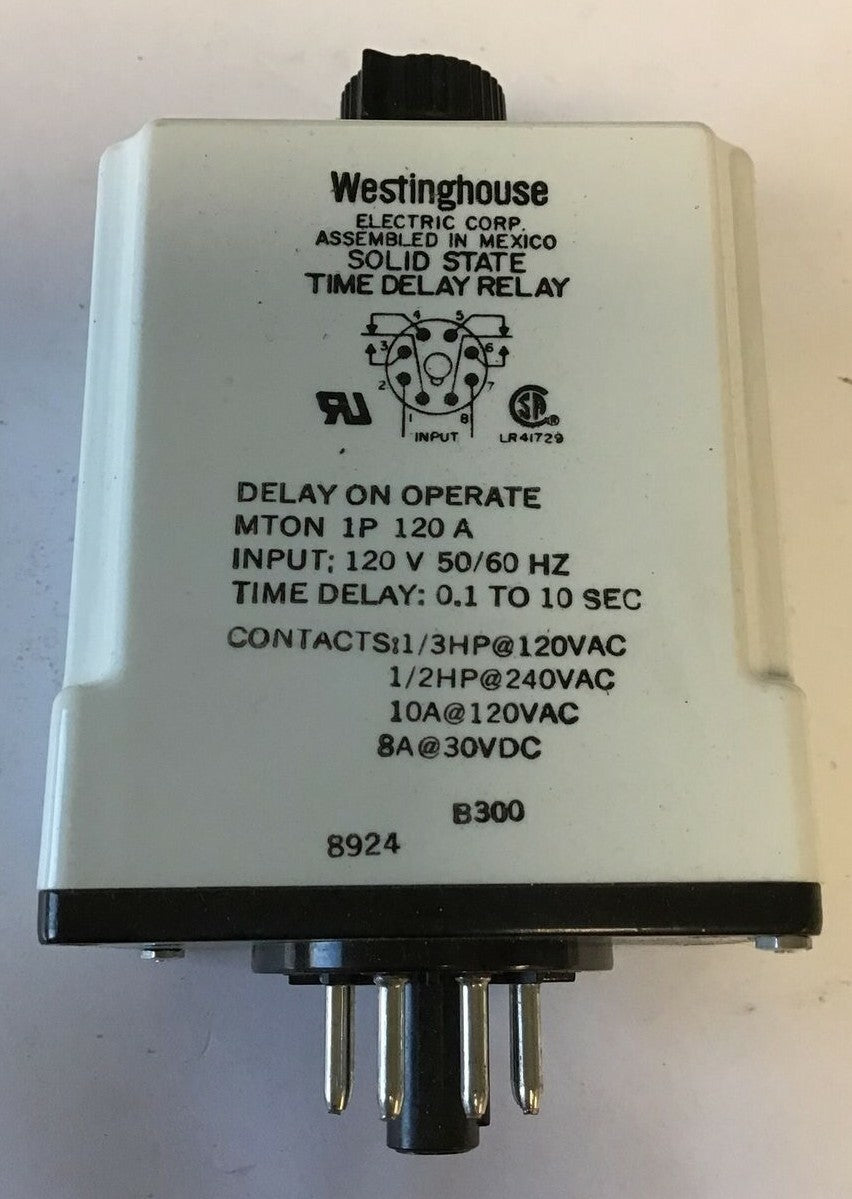 Westinghouse
ELECTRIC CORP.
ASSEMBLED IN MEXICO
SOLID STATE
TIME DELAY RELAY
4 5
3 6
2 7
1 8
INPUT
UR SA ®
LR41729
DELAY ON OPERATE
MTON 1P 120 A
INPUT: 120 V 50/60 HZ
TIME DELAY: 0.1 TO 10 SEC
CONTACTS:1/3HP@120VAC
1/2HP@240VAC
10A@120VAC
8A@30VDC
B300
8924